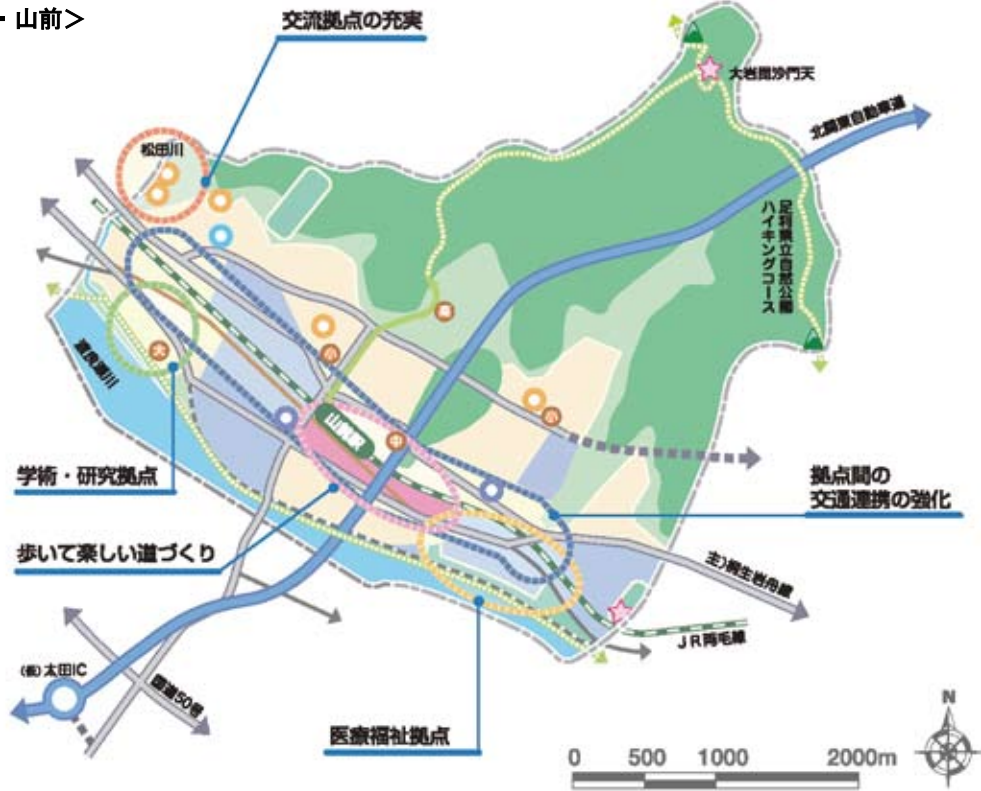 ・山前＞
交流拠点の充実
大岩毘沙門天
北関東自動車道
松田川
足利県立自然公園
ハイキングコース
高
大
小
渡良瀬川
小
山前駅
中
学術・研究拠点
拠点間の
交通連携の強化
歩いて楽しい道づくり
主)桐生岩舟線
JR両毛線
(仮)太田IC
国道50号
医療福祉拠点
N
0 500 1000 2000m